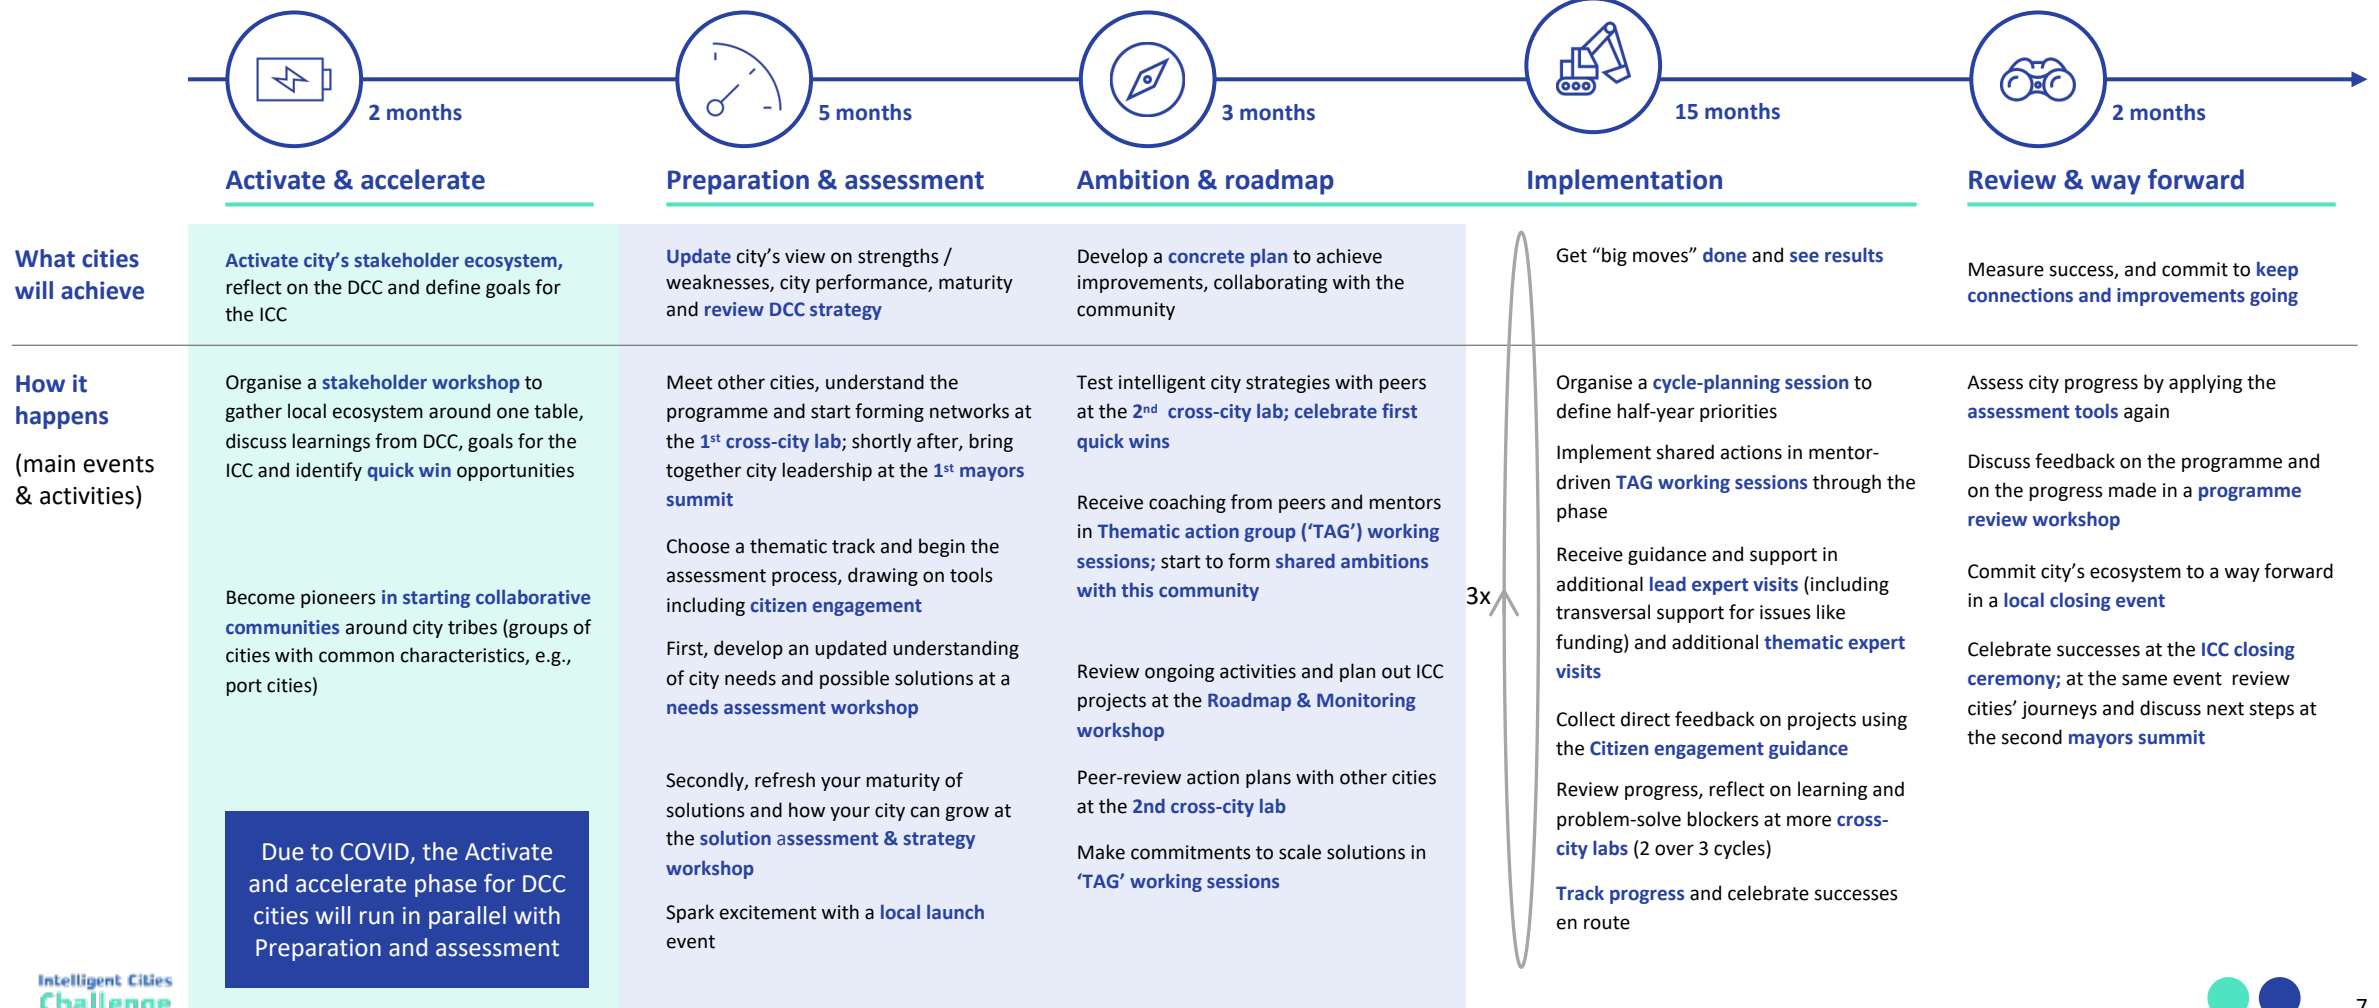 2 months
5 months
3 months
15 months
2 months
Activate & accelerate
Preparation & assessment
Ambition & roadmap
Implementation
Review & way forward
What cities
will achieve
Activate city's stakeholder ecosystem,
reflect on the DCC and define goals for
the ICC
Update city's view on strengths /
weaknesses, city performance, maturity
and review DCC strategy
Develop a concrete plan to achieve
improvements, collaborating with the
community
Get “big moves” done and see results
Measure success, and commit to keep
connections and improvements going
How it
happens
(main events
& activities)
Organise a stakeholder workshop to
gather local ecosystem around one table,
discuss learnings from DCC, goals for the
ICC and identify quick win opportunities
Become pioneers in starting collaborative
communities around city tribes (groups of
cities with common characteristics, e.g.,
port cities)
Due to COVID, the Activate
and accelerate phase for DCC
cities will run in parallel with
Preparation and assessment
Meet other cities, understand the
programme and start forming networks at
the 1st cross-city lab; shortly after, bring
together city leadership at the 1st mayors
summit
Choose a thematic track and begin the
assessment process, drawing on tools
including citizen engagement
First, develop an updated understanding
of city needs and possible solutions at a
needs assessment workshop
Secondly, refresh your maturity of
solutions and how your city can grow at
the solution assessment & strategy
workshop
Spark excitement with a local launch
event
Test intelligent city strategies with peers
at the 2nd cross-city lab; celebrate first
quick wins
Receive coaching from peers and mentors
in Thematic action group (‘TAG’) working
sessions; start to form shared ambitions
with this community
Review ongoing activities and plan out ICC
projects at the Roadmap & Monitoring
workshop
Peer-review action plans with other cities
at the 2nd cross-city lab
Make commitments to scale solutions in
‘TAG’ working sessions
3x
Organise a cycle-planning session to
define half-year priorities
Implement shared actions in mentor-
driven TAG working sessions through the
phase
Receive guidance and support in
additional lead expert visits (including
transversal support for issues like
funding) and additional thematic expert
visits
Collect direct feedback on projects using
the Citizen engagement guidance
Review progress, reflect on learning and
problem-solve blockers at more cross-
city labs (2 over 3 cycles)
Track progress and celebrate successes
en route
Assess city progress by applying the
assessment tools again
Discuss feedback on the programme and
on the progress made in a programme
review workshop
Commit city's ecosystem to a way forward
in a local closing event
Celebrate successes at the ICC closing
ceremony; at the same event review
cities' journeys and discuss next steps at
the second mayors summit
Intelligent Cities
Challenge
7